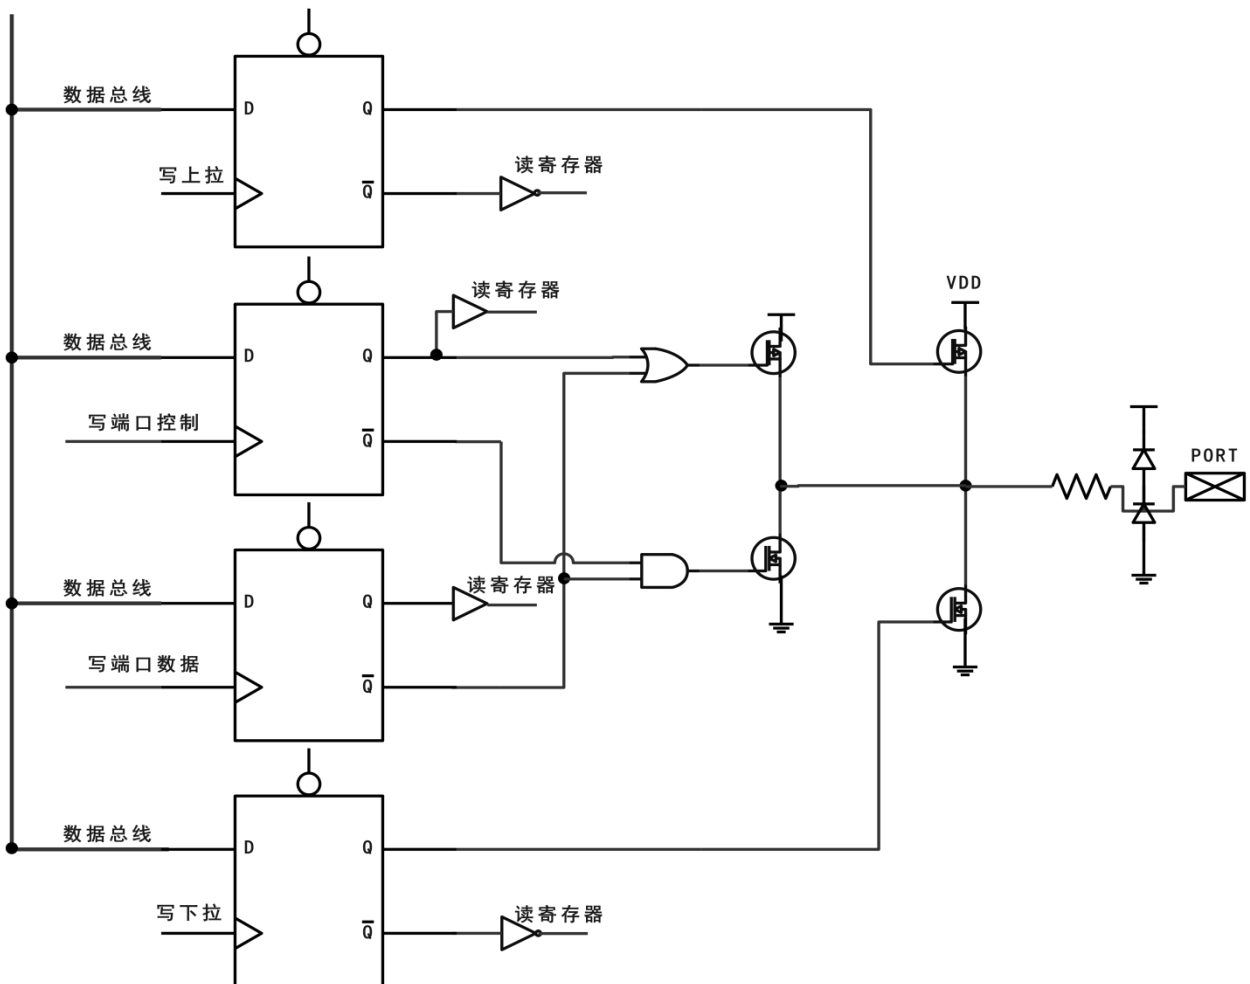 数据总线
D
Q
写上拉
Q
读寄存器
读寄存器
数据总线
D
Q
写端口控制
Q
VDD
PORT
数据总线
D
Q
读寄存器
写端口数据
Q
数据总线
D
Q
写下拉
Q
读寄存器